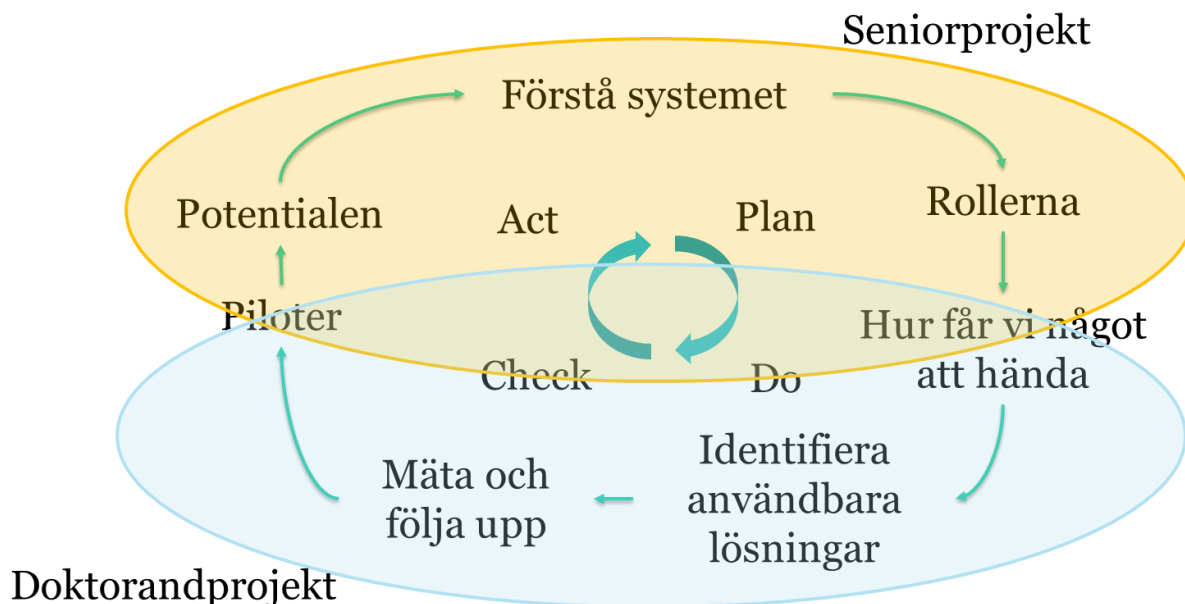 Seniorprojekt
Förstå systemet
Potentialen
Act
Plan
Rollerna
Piloter
Hur får vi något
att hända
Check
Do
Mäta och
följa upp
Identifiera
användbara
lösningar
Doktorandprojekt